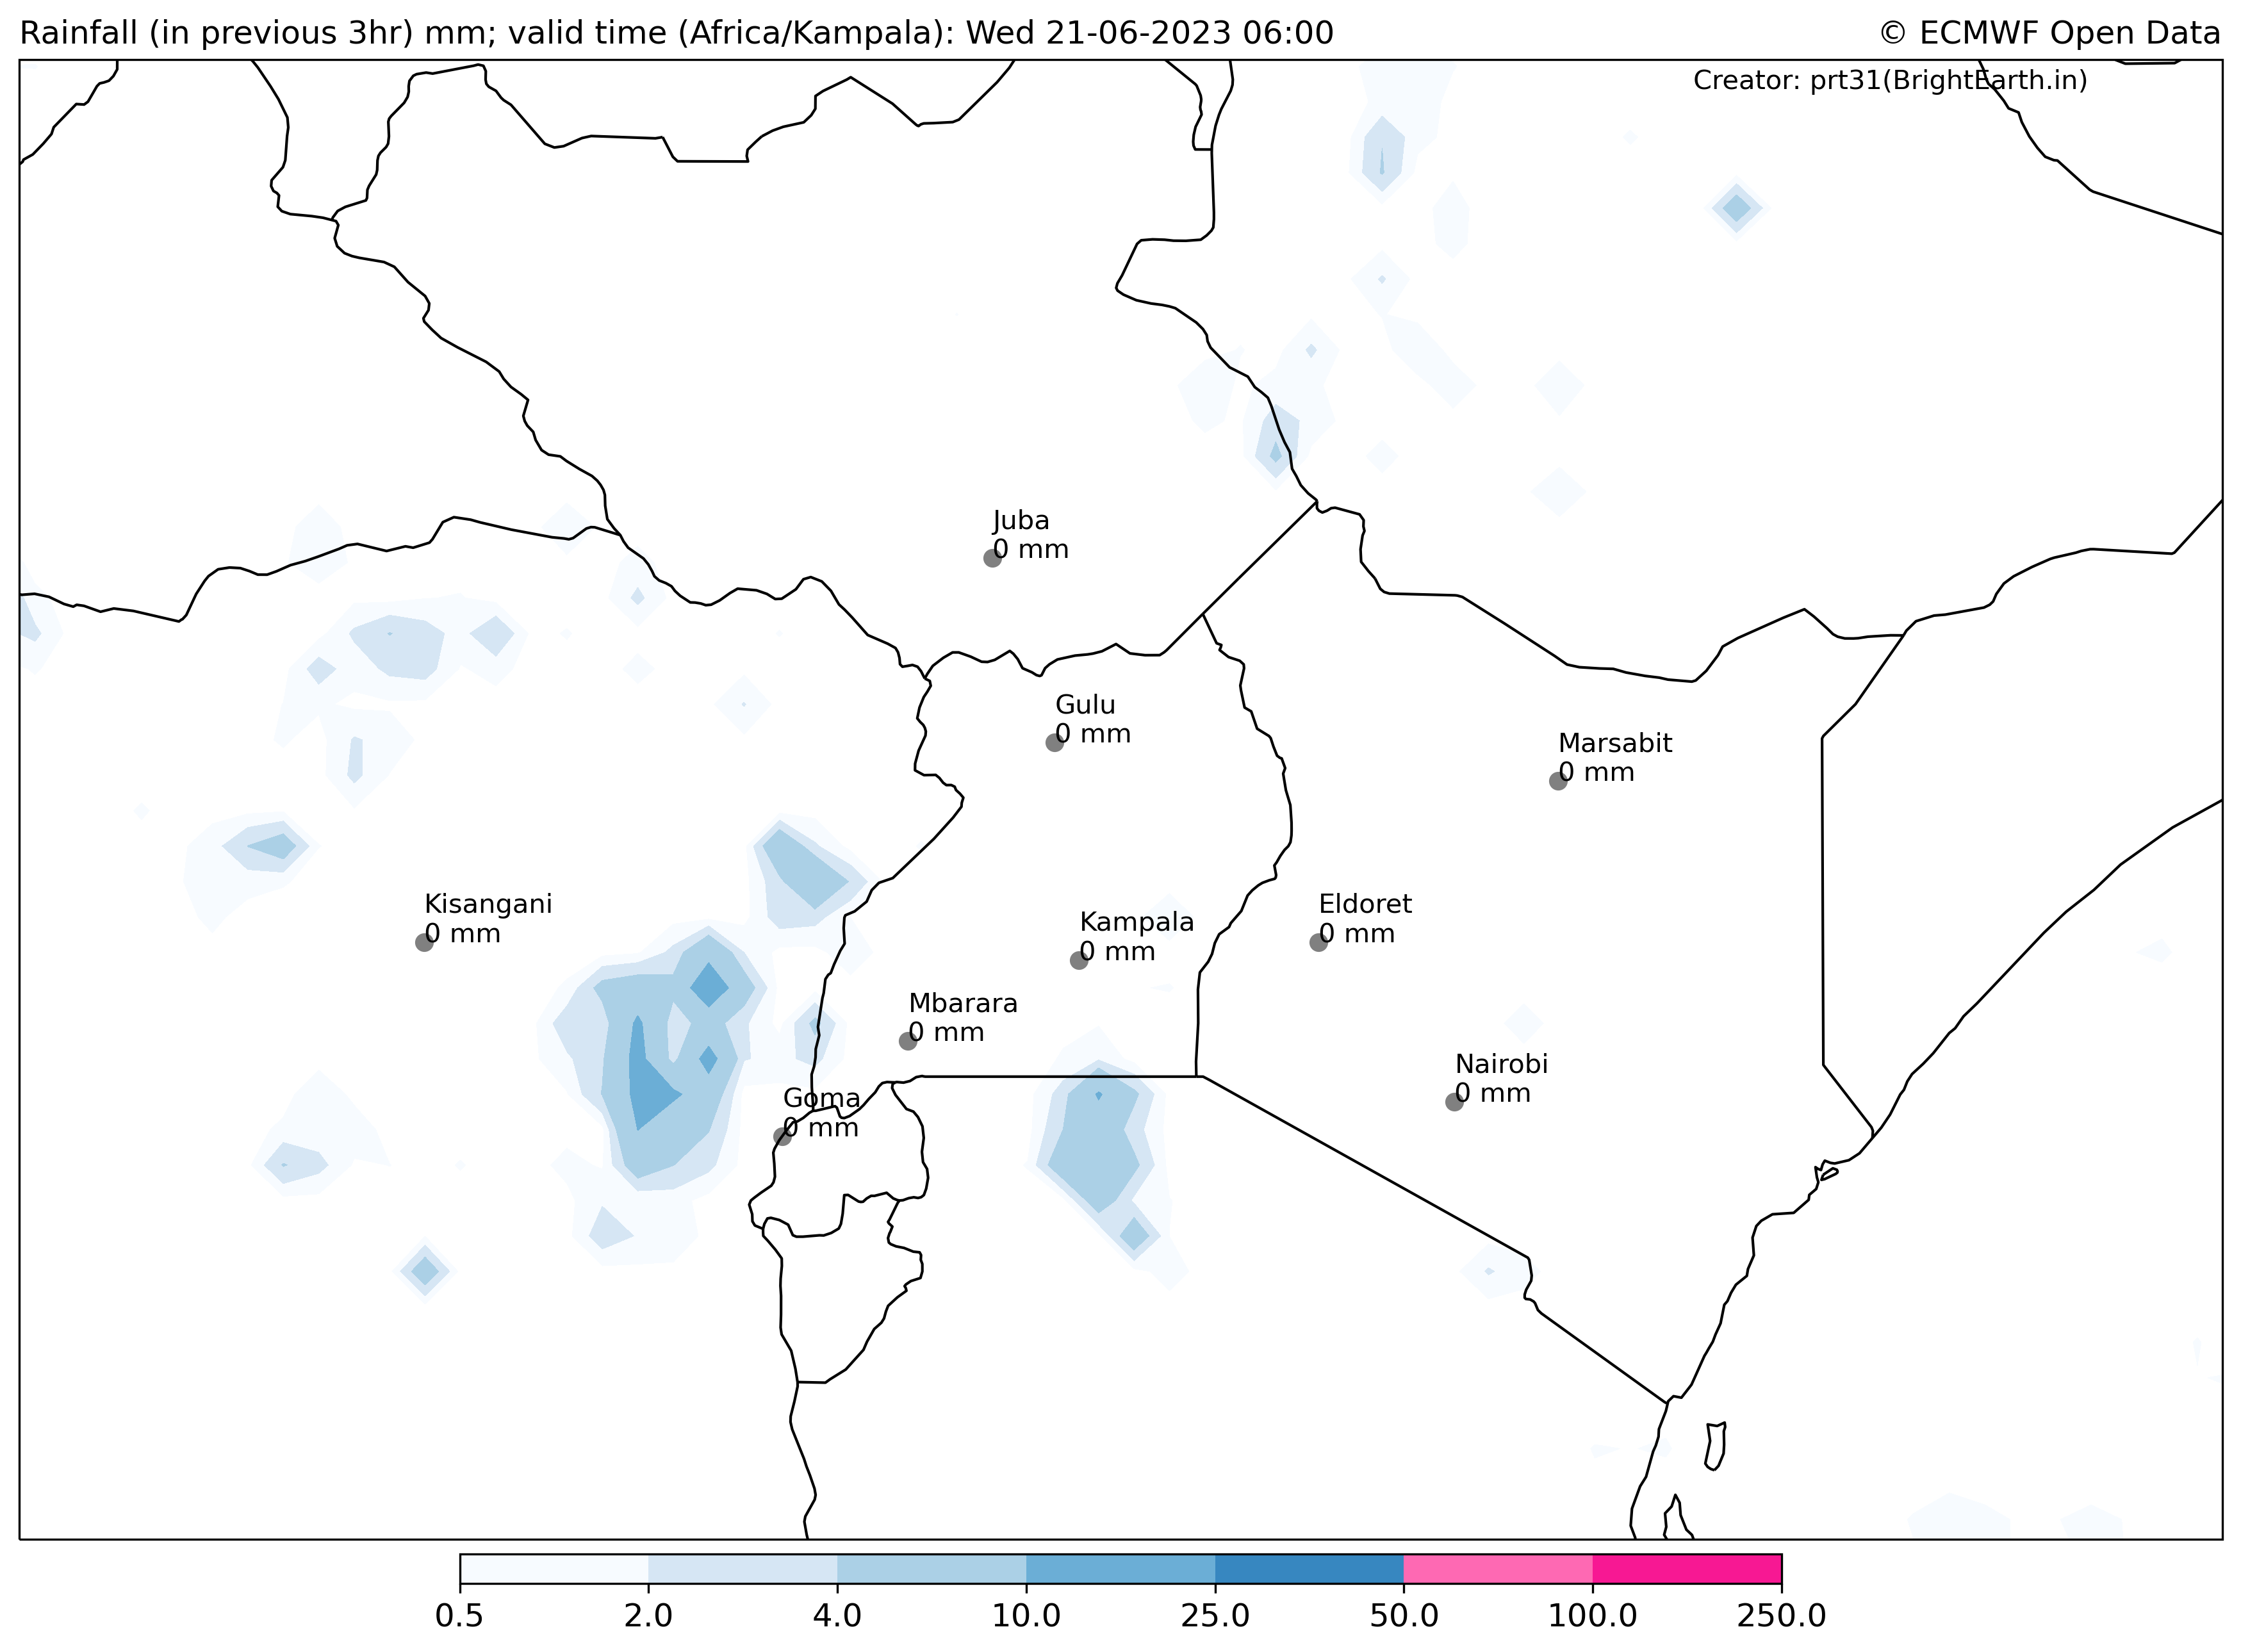 Rainfall (in previous 3hr) mm; valid time (Africa/Kampala): Wed 21-06-2023 06:00
© ECMWF Open Data
Creator: prt31(BrightEarth.in)
Juba
0 mm
Gulu
0 mm
Marsabit
0 mm
Kisangani
0 mm
Kampala
0 mm
Eldoret
0 mm
Mbarara
0 mm
Nairobi
0 mm
Goma
0 mm
0.5 2.0 4.0 10.0 25.0 50.0 100.0 250.0